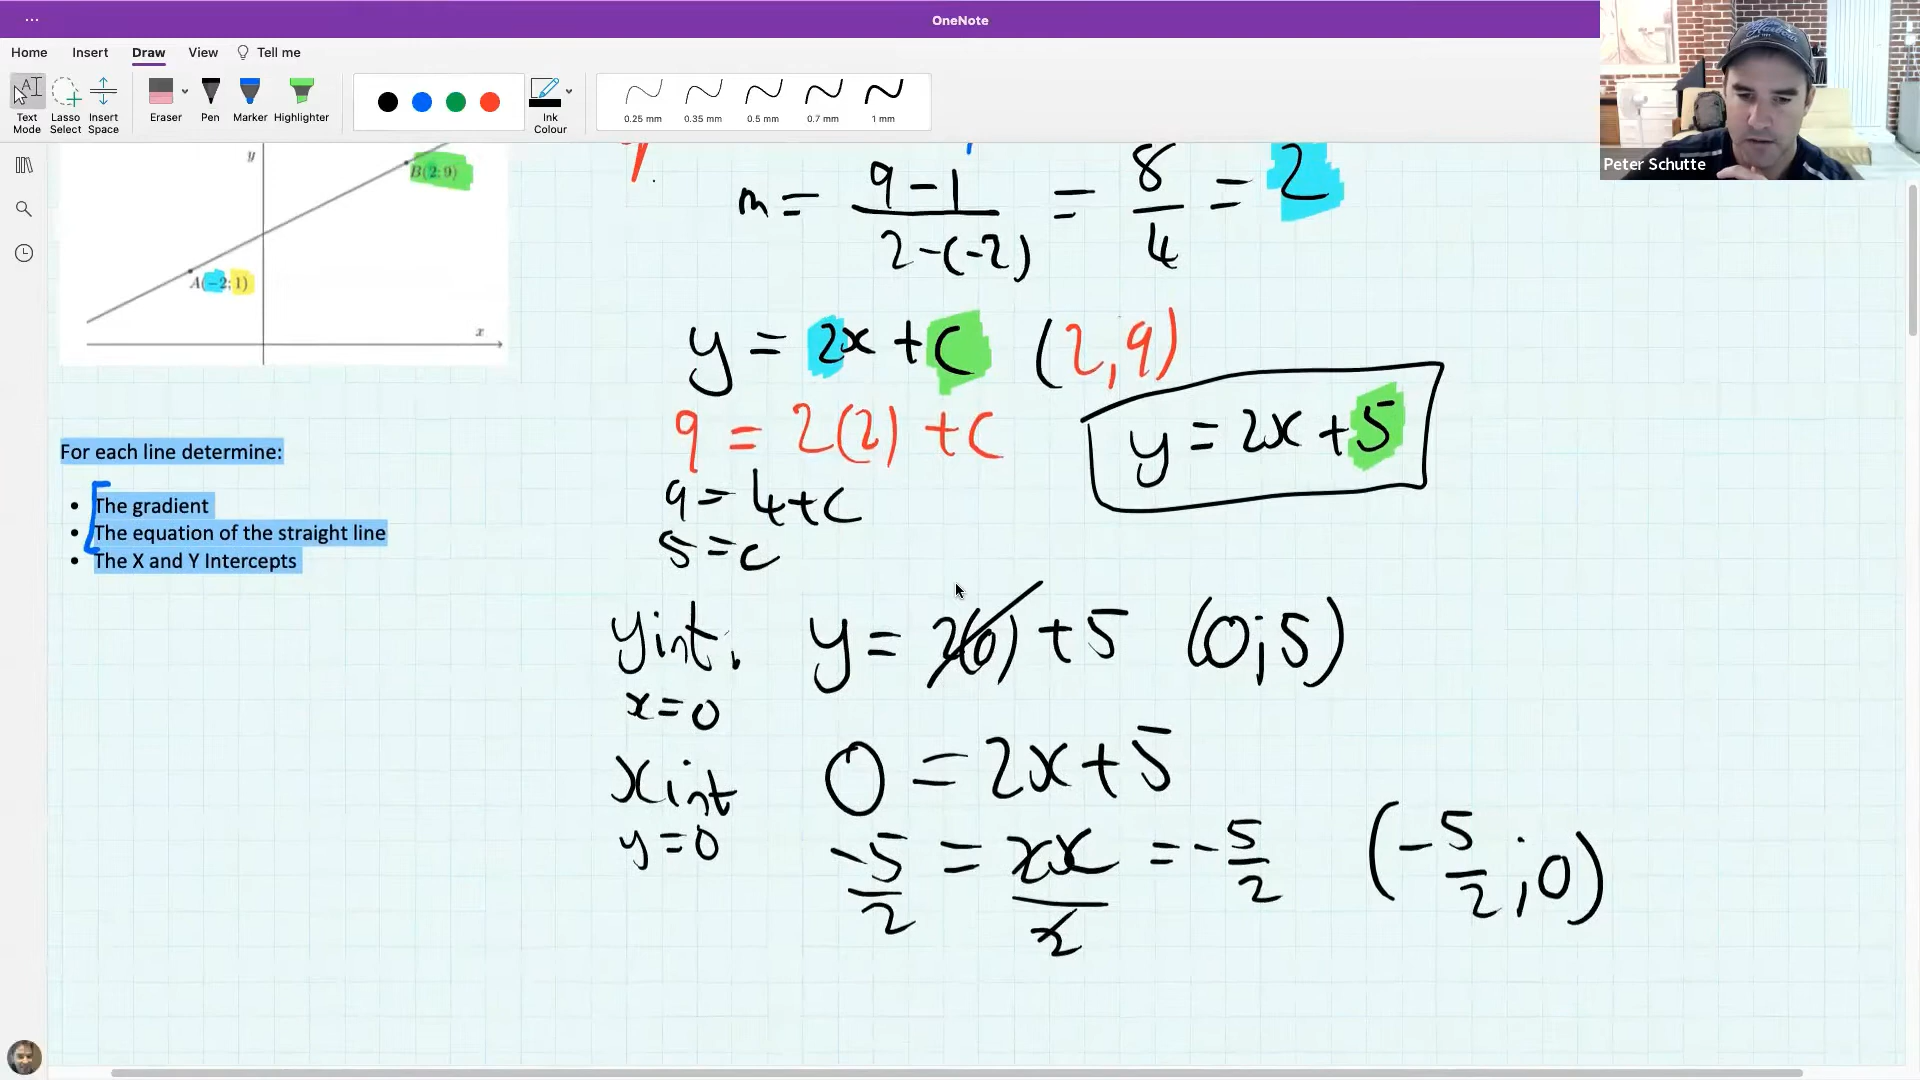 OneNote
Home Insert Draw View Tell me
Text Mode
Lasso Select
Insert Space
Eraser
Pen
Marker
Highlighter
Ink Colour
0.25 mm 0.35 mm 0.5 mm 0.7 mm 1 mm
Peter Schutte
y
B(2; 9)
A(−2; 1)
x
m = 9 − 1 / 2 − (−2) = 8 / 4 = 2
y = 2x + C (2, 9)
9 = 2(2) + C
y = 2x + 5
9 = 4 + C
5 = C
For each line determine:
• The gradient
• The equation of the straight line
• The X and Y Intercepts
y int. y = 2(0) + 5 (0; 5)
x = 0
x int 0 = 2x + 5
y = 0 −5 / 2 = 2x / 2 = −5 / 2 (−5 / 2 ; 0)